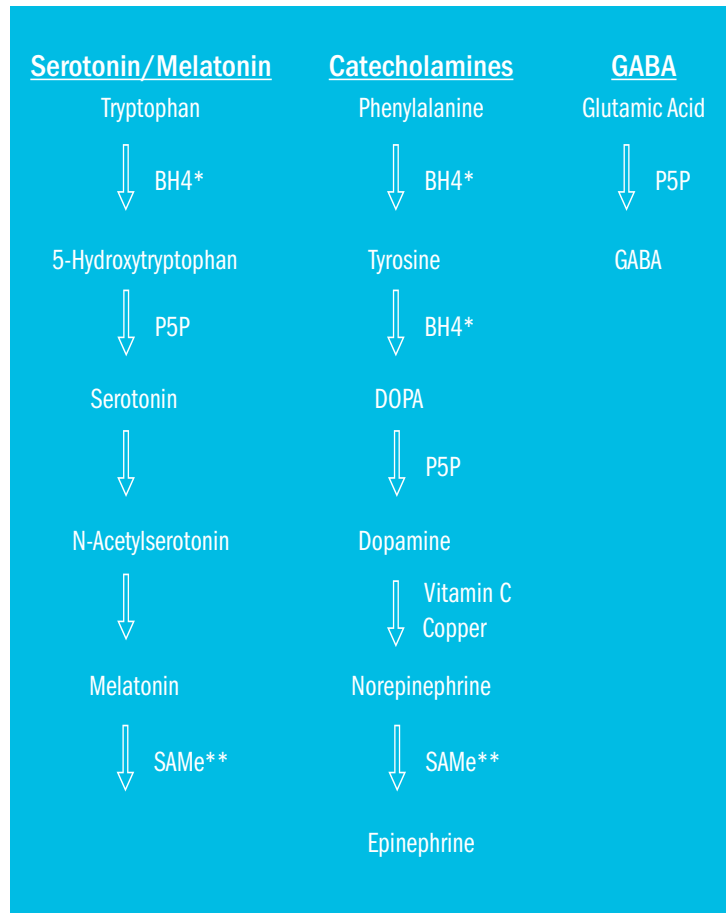 Serotonin/Melatonin
Tryptophan
BH4*
5-Hydroxytryptophan
P5P
Serotonin
N-Acetylserotonin
Melatonin
SAMe**
Catecholamines
Phenylalanine
BH4*
Tyrosine
BH4*
DOPA
P5P
Dopamine
Vitamin C
Copper
Norepinephrine
SAMe**
Epinephrine
GABA
Glutamic Acid
P5P
GABA